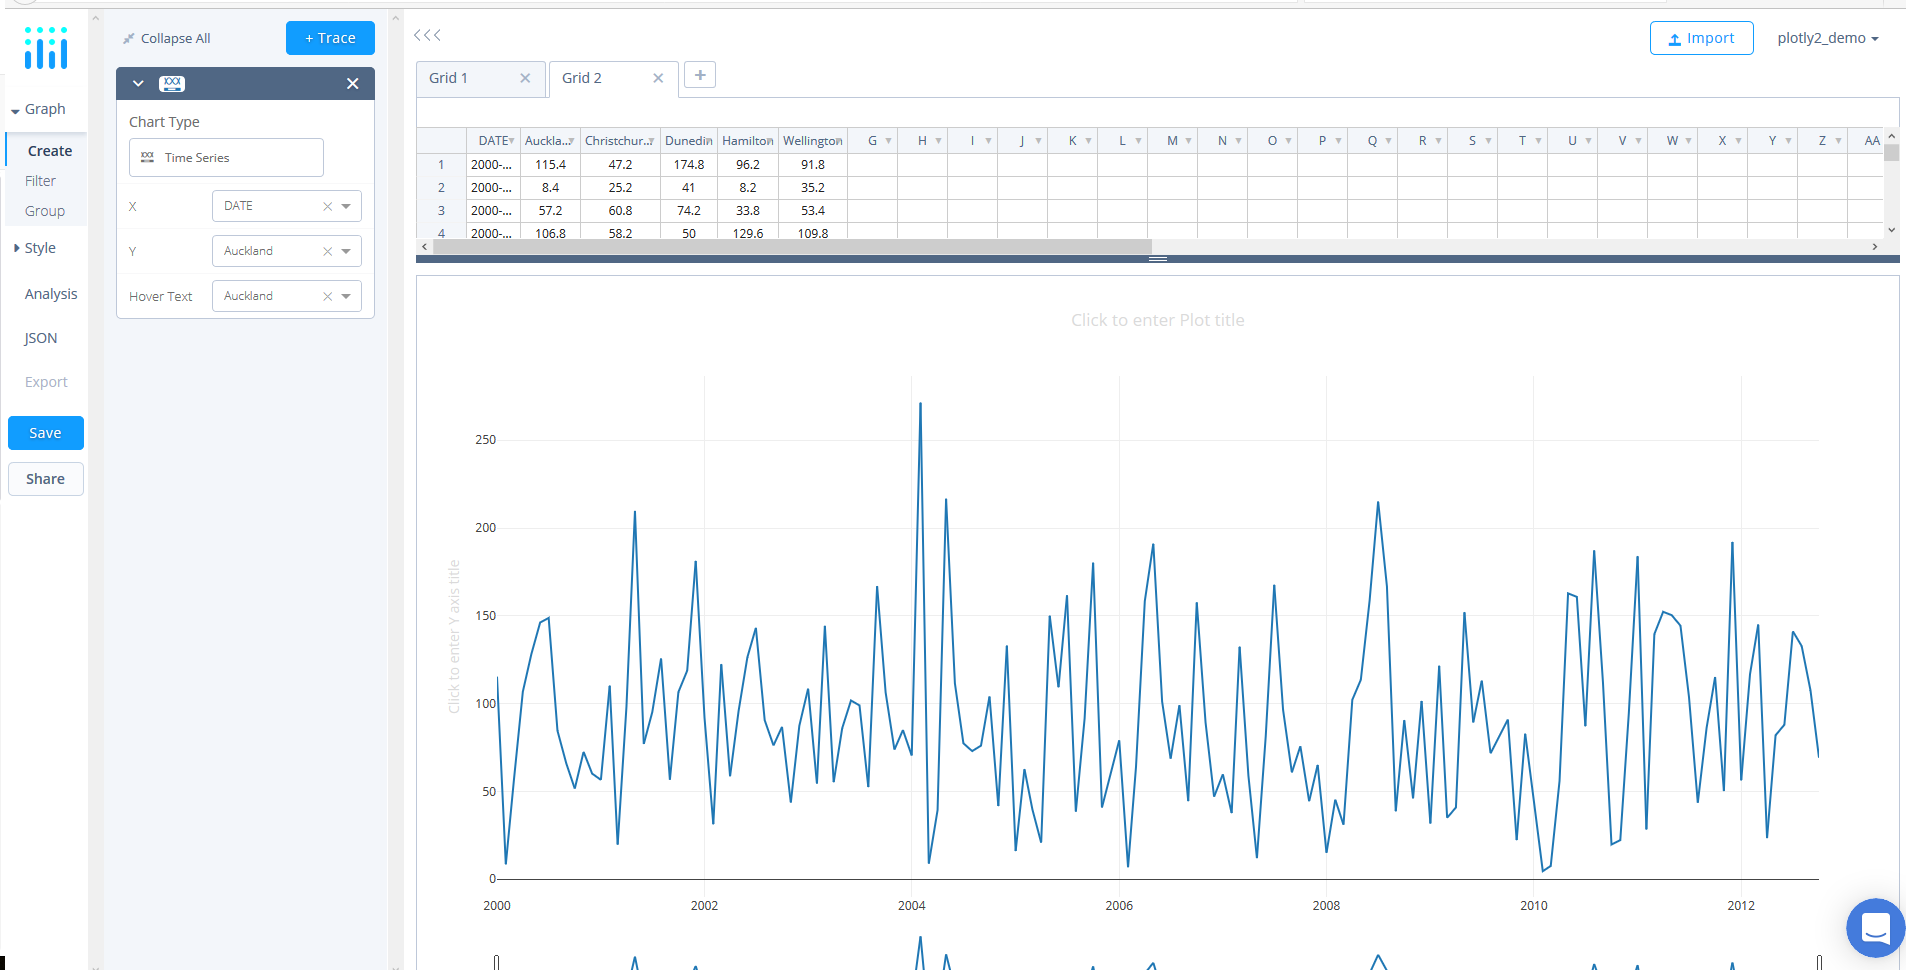 Collapse All
+ Trace
Graph
Create
Filter
Group
Style
Analysis
JSON
Export
Save
Share
Chart Type
Time Series
X DATE
Y Auckland
Hover Text Auckland
Import
plotly2_demo
Grid 1
Grid 2
+
DATE Auckla... Christchur... Dunedin Hamilton Wellington G H I J K L M N O P Q R S T U V W X Y Z AA
1 2000-... 115.4 47.2 174.8 96.2 91.8
2 2000-... 8.4 25.2 41 8.2 35.2
3 2000-... 57.2 60.8 74.2 33.8 53.4
4 2000-... 106.8 58.2 50 129.6 109.8
Click to enter Plot title
Click to enter Y axis title
250
200
150
100
50
0
2000 2002 2004 2006 2008 2010 2012